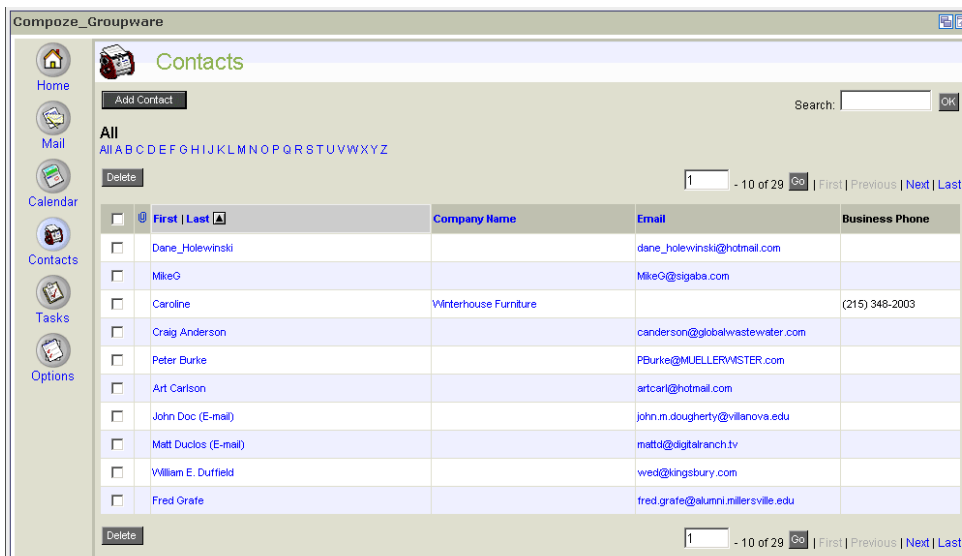 Compoze_Groupware
Home
Mail
Calendar
Contacts
Tasks
Options
Contacts
Add Contact
Search: OK
All
All A B C D E F G H I J K L M N O P Q R S T U V W X Y Z
Delete
1 - 10 of 29 Go | First | Previous | Next | Last
First | Last Company Name Email Business Phone
Dane_Holewinski dane_holewinski@hotmail.com
MikeG MikeG@sigaba.com
Caroline Winterhouse Furniture (215) 348-2003
Craig Anderson canderson@globalwastewater.com
Peter Burke PBurke@MUELLERWISTER.com
Art Carlson artcarl@hotmail.com
John Doc (E-mail) john.m.dougherty@villanova.edu
Matt Duclos (E-mail) mattd@digitalranch.tv
William E. Duffield wed@kingsbury.com
Fred Grafe fred.grafe@alumni.millersville.edu
Delete
1 - 10 of 29 Go | First | Previous | Next | Last